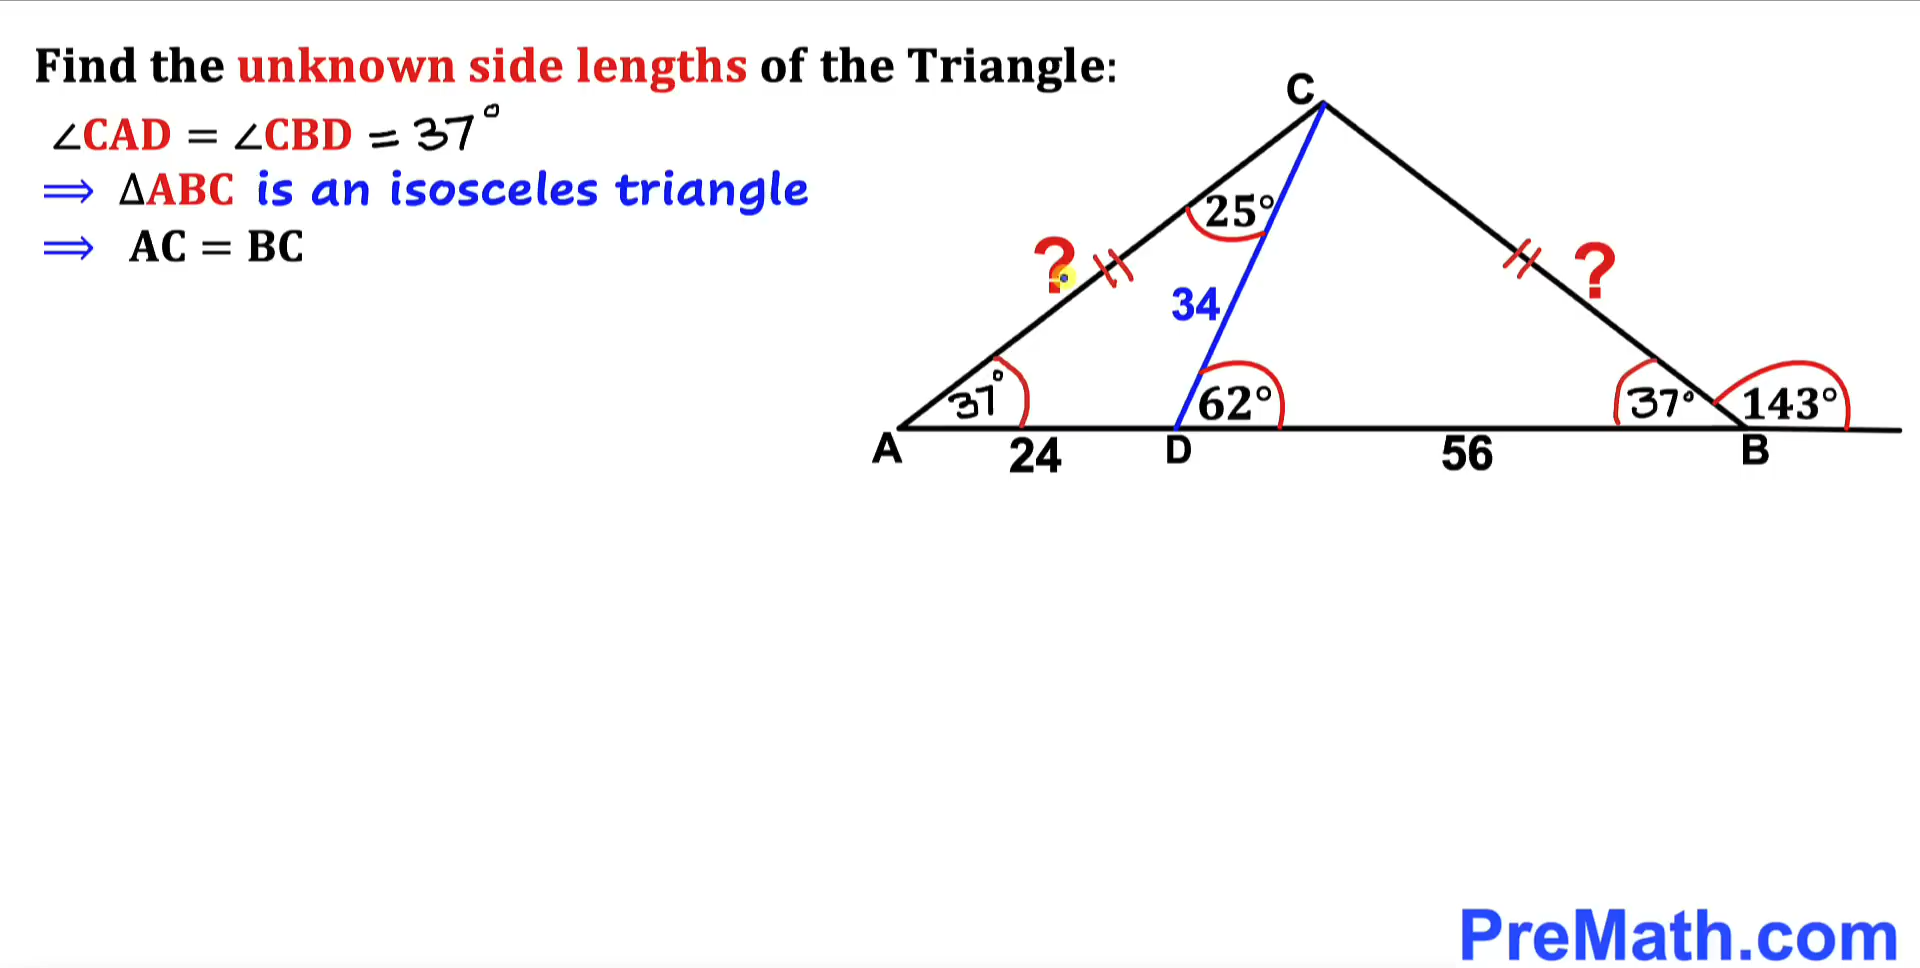 Find the unknown side lengths of the Triangle:
∠CAD = ∠CBD = 37°
⟹ ΔABC is an isosceles triangle
⟹ AC = BC
C
25°
?
?
34
37°
62°
37°
143°
A
24
D
56
B
PreMath.com